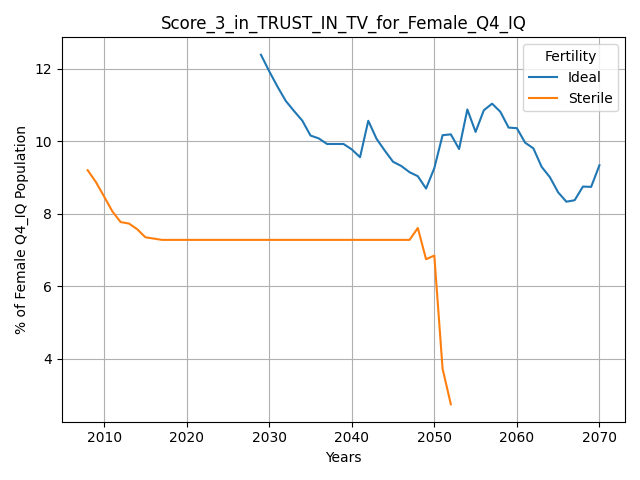 Score_3_in_TRUST_IN_TV_for_Female_Q4_IQ
Fertility
Ideal
Sterile
% of Female Q4_IQ Population
12
10
8
6
4
2010 2020 2030 2040 2050 2060 2070
Years